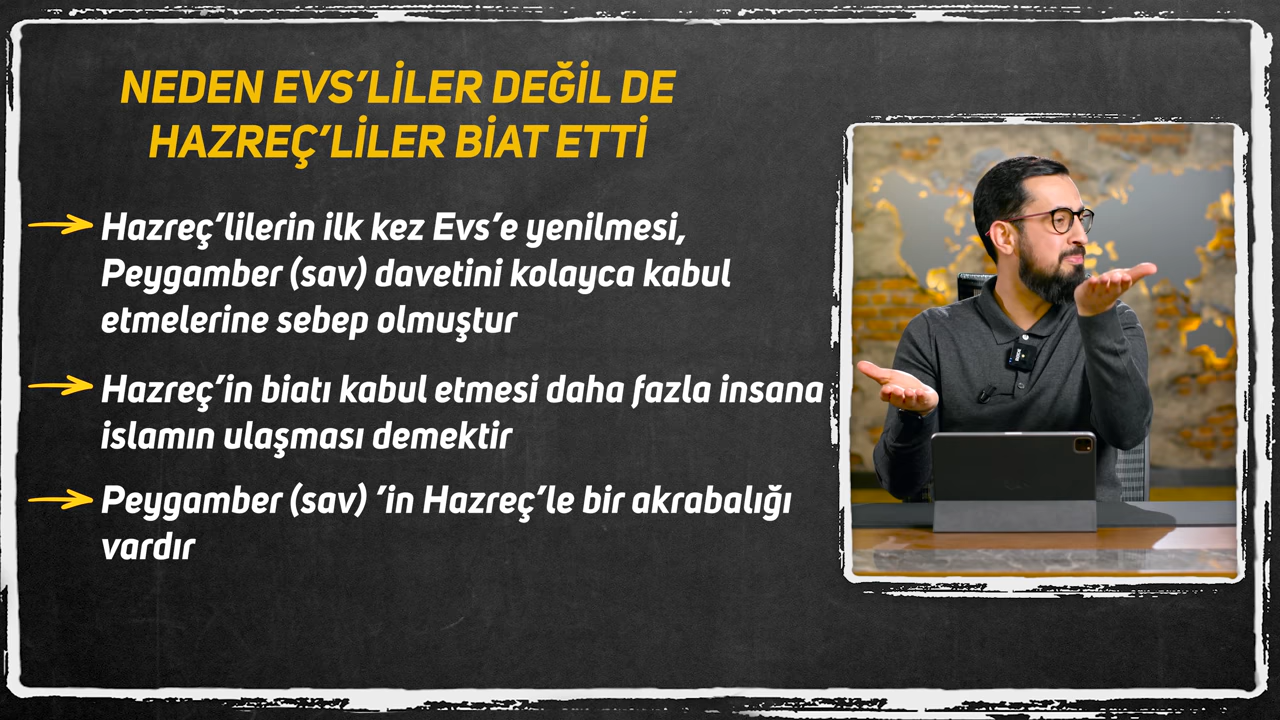 NEDEN EVS’LİLER DEĞİL DE
HAZREÇ’LİLER BİAT ETTİ
Hazreç’lilerin ilk kez Evs’e yenilmesi,
Peygamber (sav) davetini kolayca kabul
etmelerine sebep olmuştur
Hazreç’in biatı kabul etmesi daha fazla insana
islamın ulaşması demektir
Peygamber (sav) ’in Hazreç’le bir akrabalığı
vardır